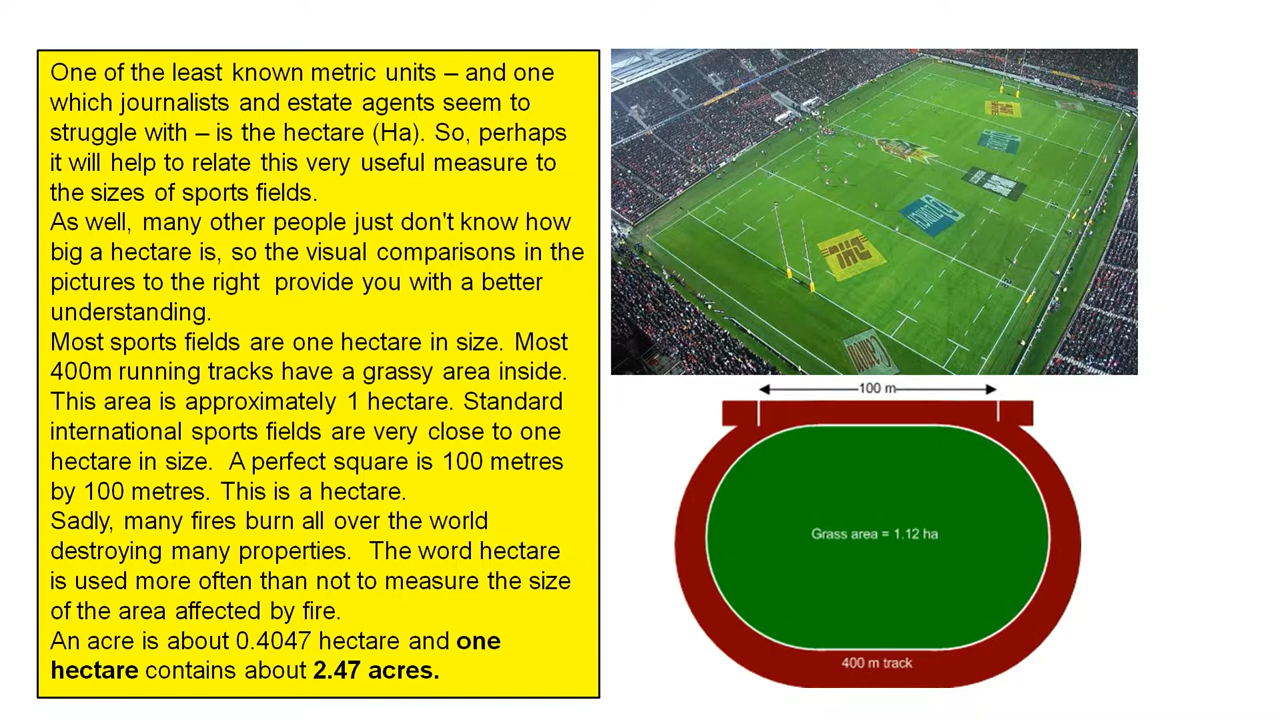 One of the least known metric units – and one
which journalists and estate agents seem to
struggle with – is the hectare (Ha). So, perhaps
it will help to relate this very useful measure to
the sizes of sports fields.
As well, many other people just don't know how
big a hectare is, so the visual comparisons in the
pictures to the right provide you with a better
understanding.
Most sports fields are one hectare in size. Most
400m running tracks have a grassy area inside.
This area is approximately 1 hectare. Standard
international sports fields are very close to one
hectare in size. A perfect square is 100 metres
by 100 metres. This is a hectare.
Sadly, many fires burn all over the world
destroying many properties. The word hectare
is used more often than not to measure the size
of the area affected by fire.
An acre is about 0.4047 hectare and one
hectare contains about 2.47 acres.
DHL
Canon
100 m
Grass area = 1.12 ha
400 m track